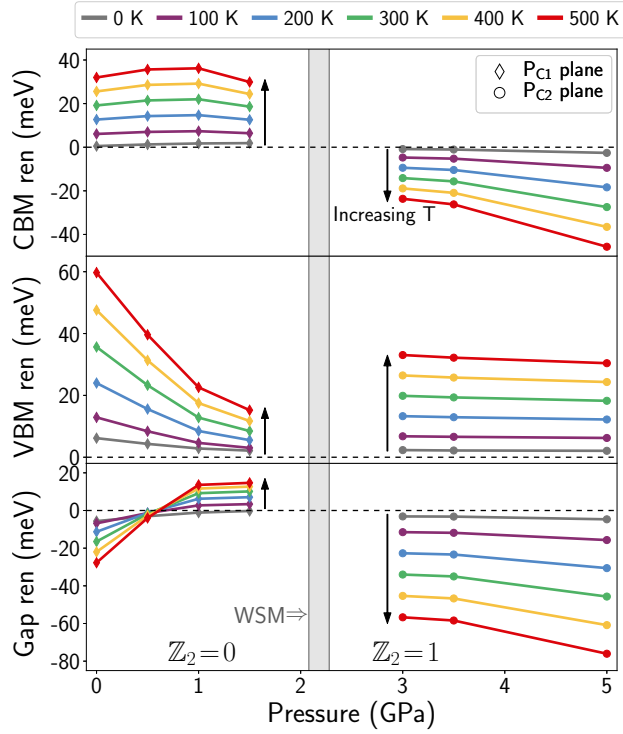 0 K 100 K 200 K 300 K 400 K 500 K
CBM ren (meV)
40
20
0
−20
−40
P_C1 plane
P_C2 plane
Increasing T
VBM ren (meV)
60
40
20
0
Gap ren (meV)
20
0
−20
−40
−60
−80
WSM⇒
ℤ₂=0
ℤ₂=1
0 1 2 3 4 5
Pressure (GPa)